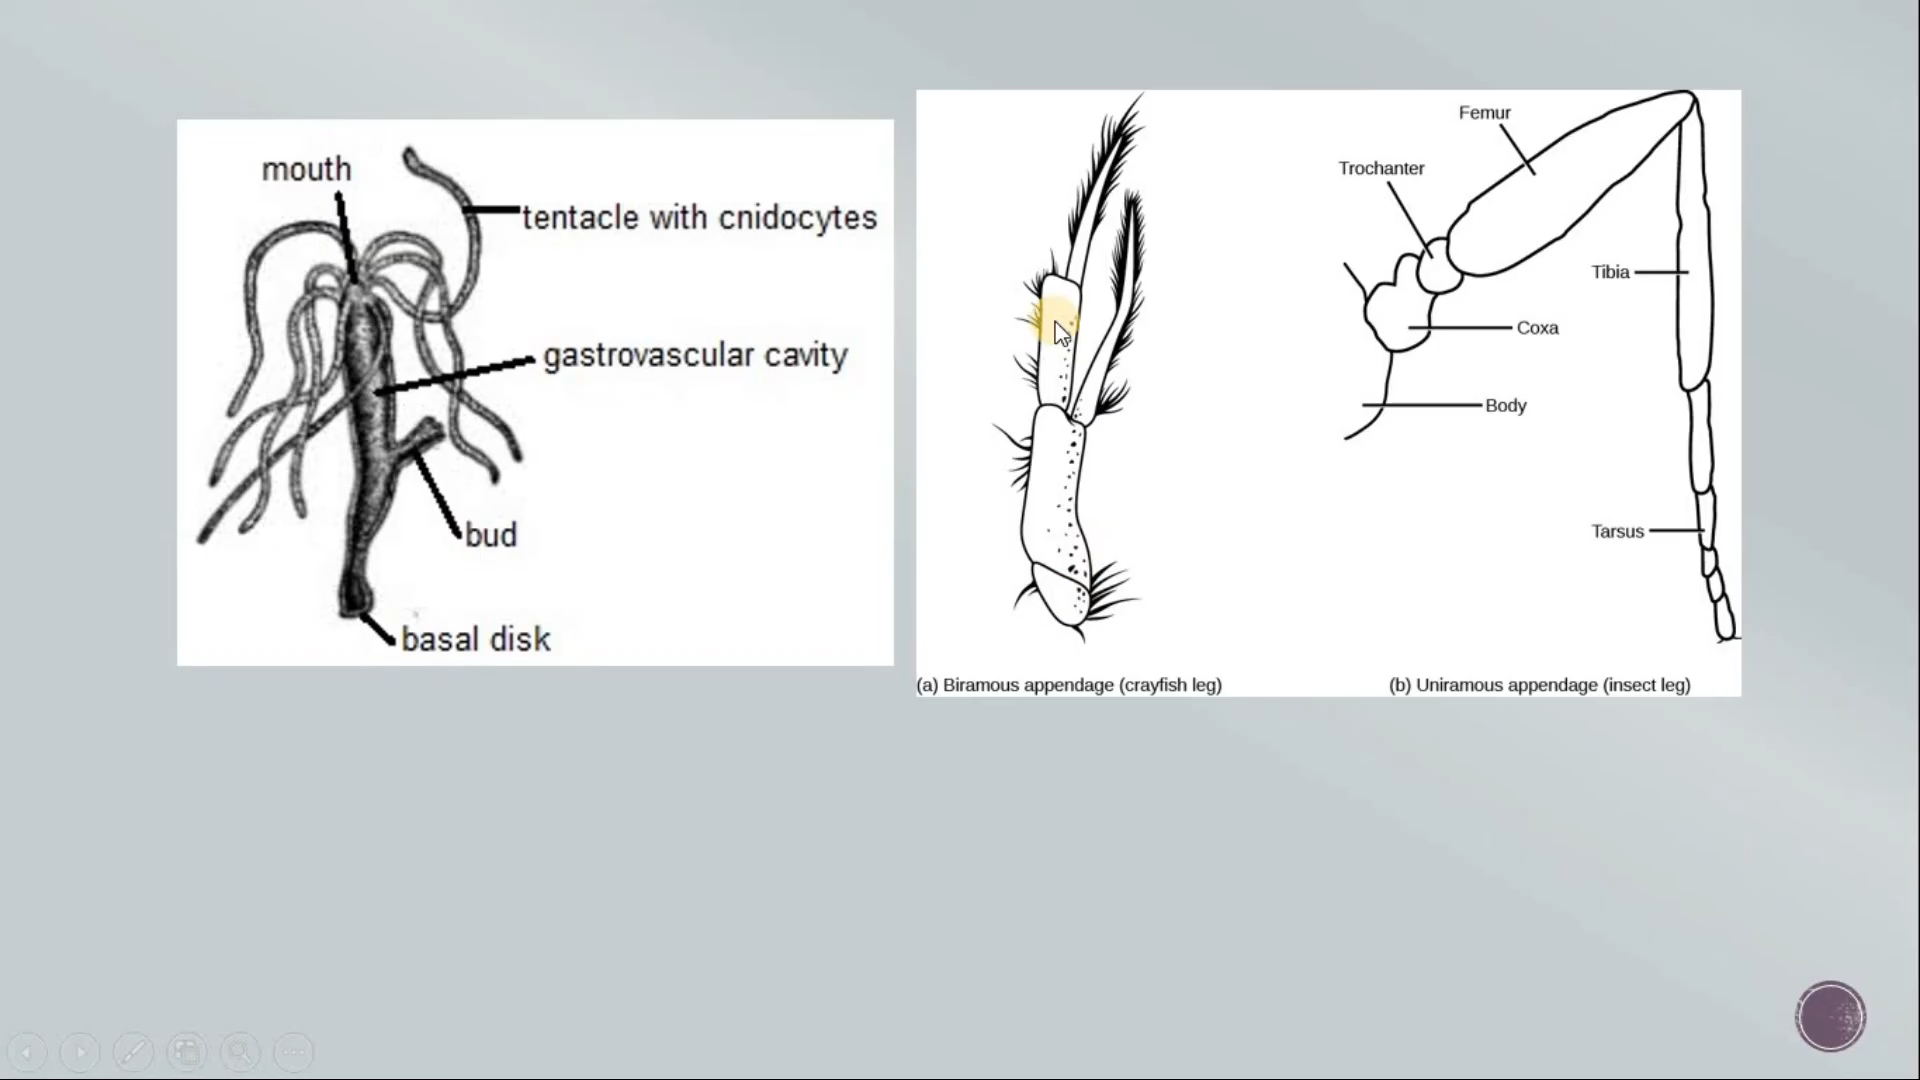 mouth
tentacle with cnidocytes
gastrovascular cavity
bud
basal disk
Femur
Trochanter
Tibia
Coxa
Body
Tarsus
(a) Biramous appendage (crayfish leg)
(b) Uniramous appendage (insect leg)